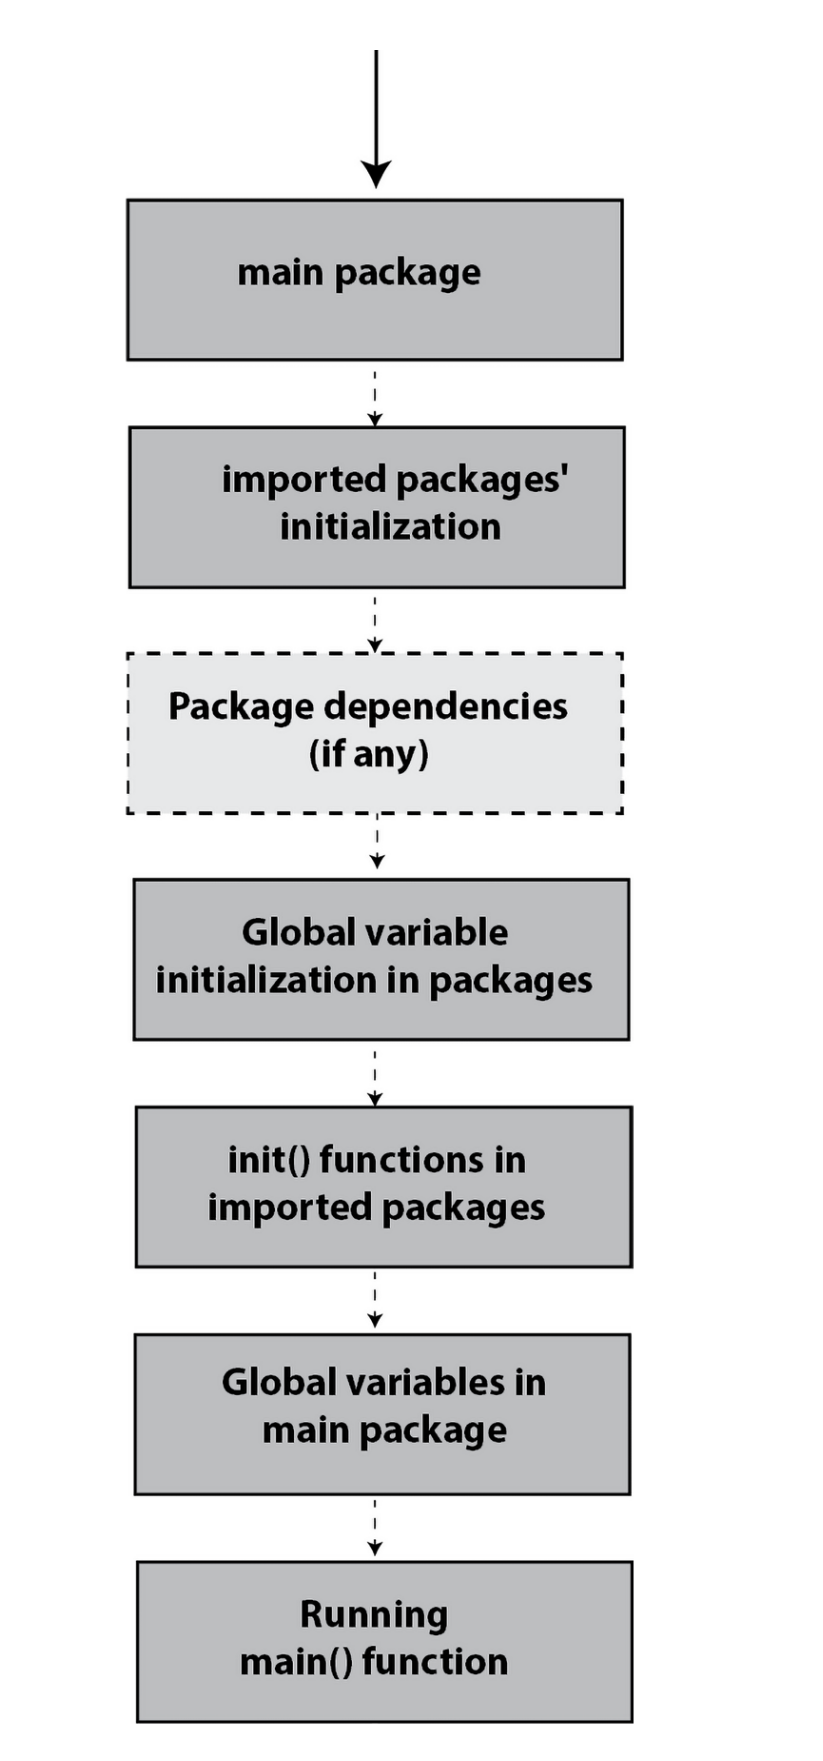 main package
imported packages'
initialization
Package dependencies
(if any)
Global variable
initialization in packages
init() functions in
imported packages
Global variables in
main package
Running
main() function